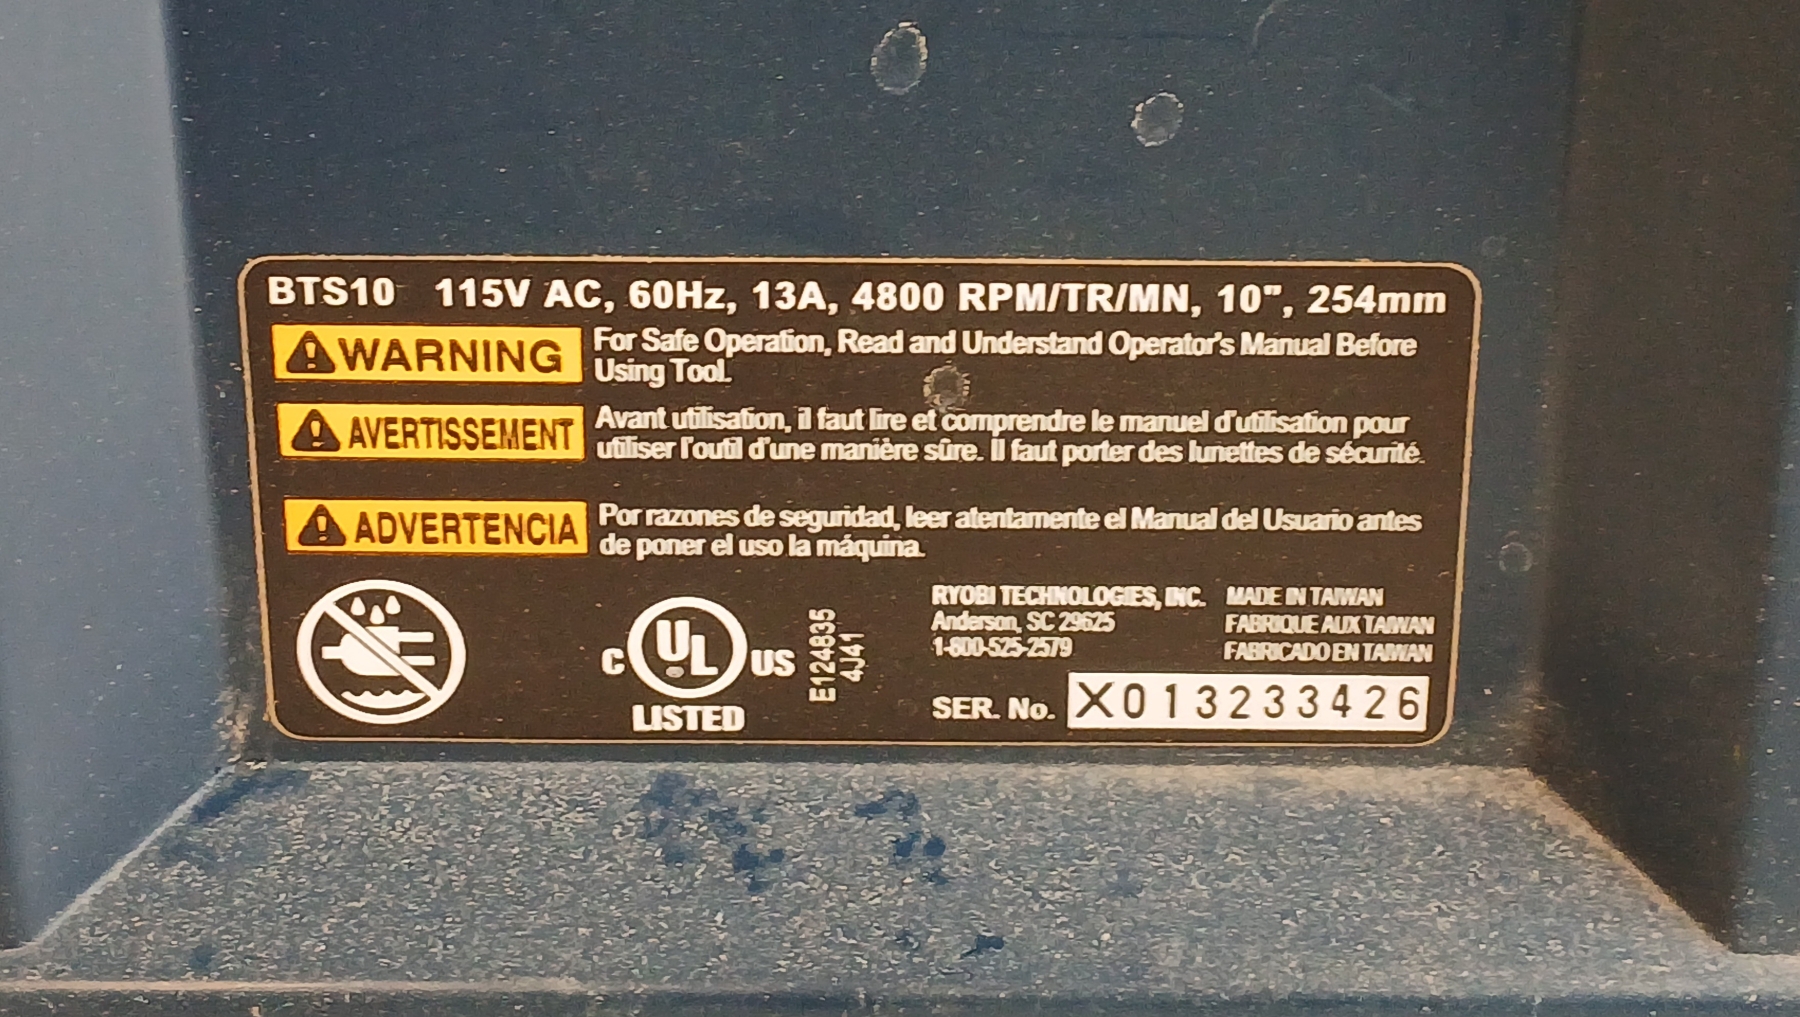 BTS10 115V AC, 60Hz, 13A, 4800 RPM/TR/MN, 10", 254mm
WARNING
For Safe Operation, Read and Understand Operator's Manual Before
Using Tool.
AVERTISSEMENT
Avant utilisation, il faut lire et comprendre le manuel d'utilisation pour
utiliser l'outil d'une manière sûre. Il faut porter des lunettes de sécurité.
ADVERTENCIA
Por razones de seguridad, leer atentamente el Manual del Usuario antes
de poner el uso la máquina.
C UL US
LISTED
E124835
4J41
RYOBI TECHNOLOGIES, INC.
Anderson, SC 29625
1-800-525-2579
MADE IN TAIWAN
FABRIQUE AUX TAIWAN
FABRICADO EN TAIWAN
SER. No. X013233426